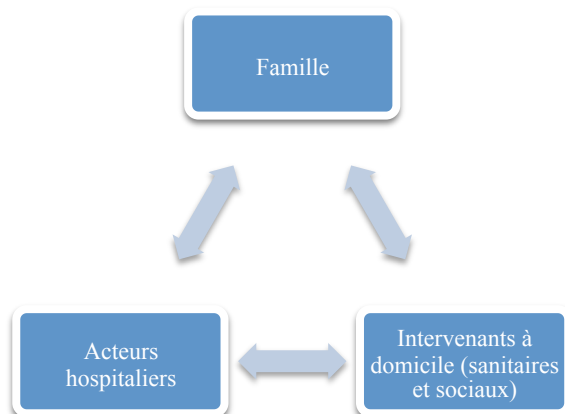 Famille
Acteurs
hospitaliers
Intervenants à
domicile (sanitaires
et sociaux)